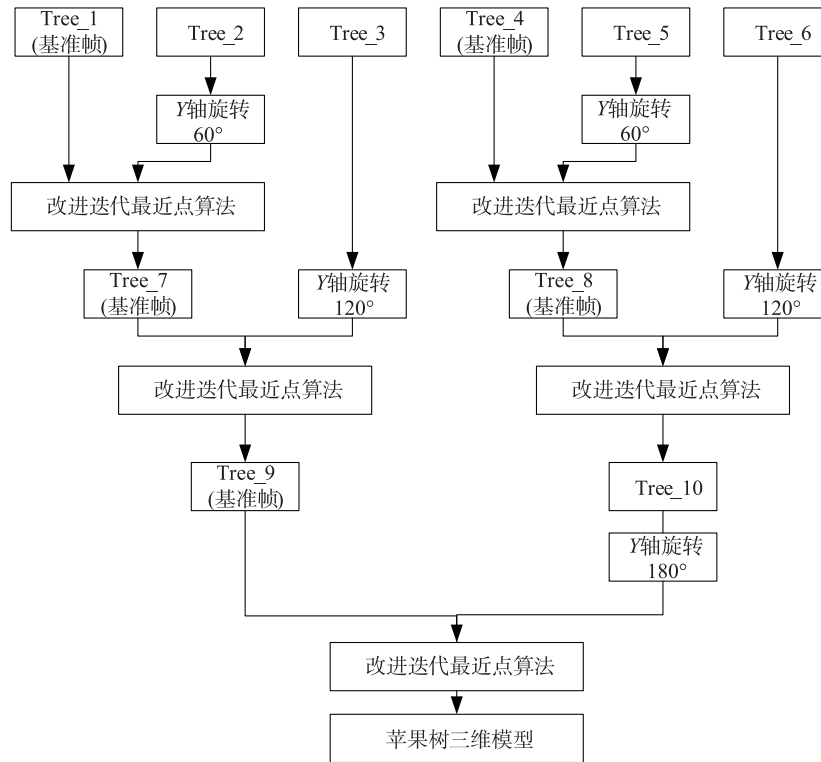 Tree_1
(基准帧)
Tree_2
Tree_3
Tree_4
(基准帧)
Tree_5
Tree_6
Y轴旋转
60°
Y轴旋转
60°
改进迭代最近点算法
改进迭代最近点算法
Tree_7
(基准帧)
Y轴旋转
120°
Tree_8
(基准帧)
Y轴旋转
120°
改进迭代最近点算法
改进迭代最近点算法
Tree_9
(基准帧)
Tree_10
Y轴旋转
180°
改进迭代最近点算法
苹果树三维模型